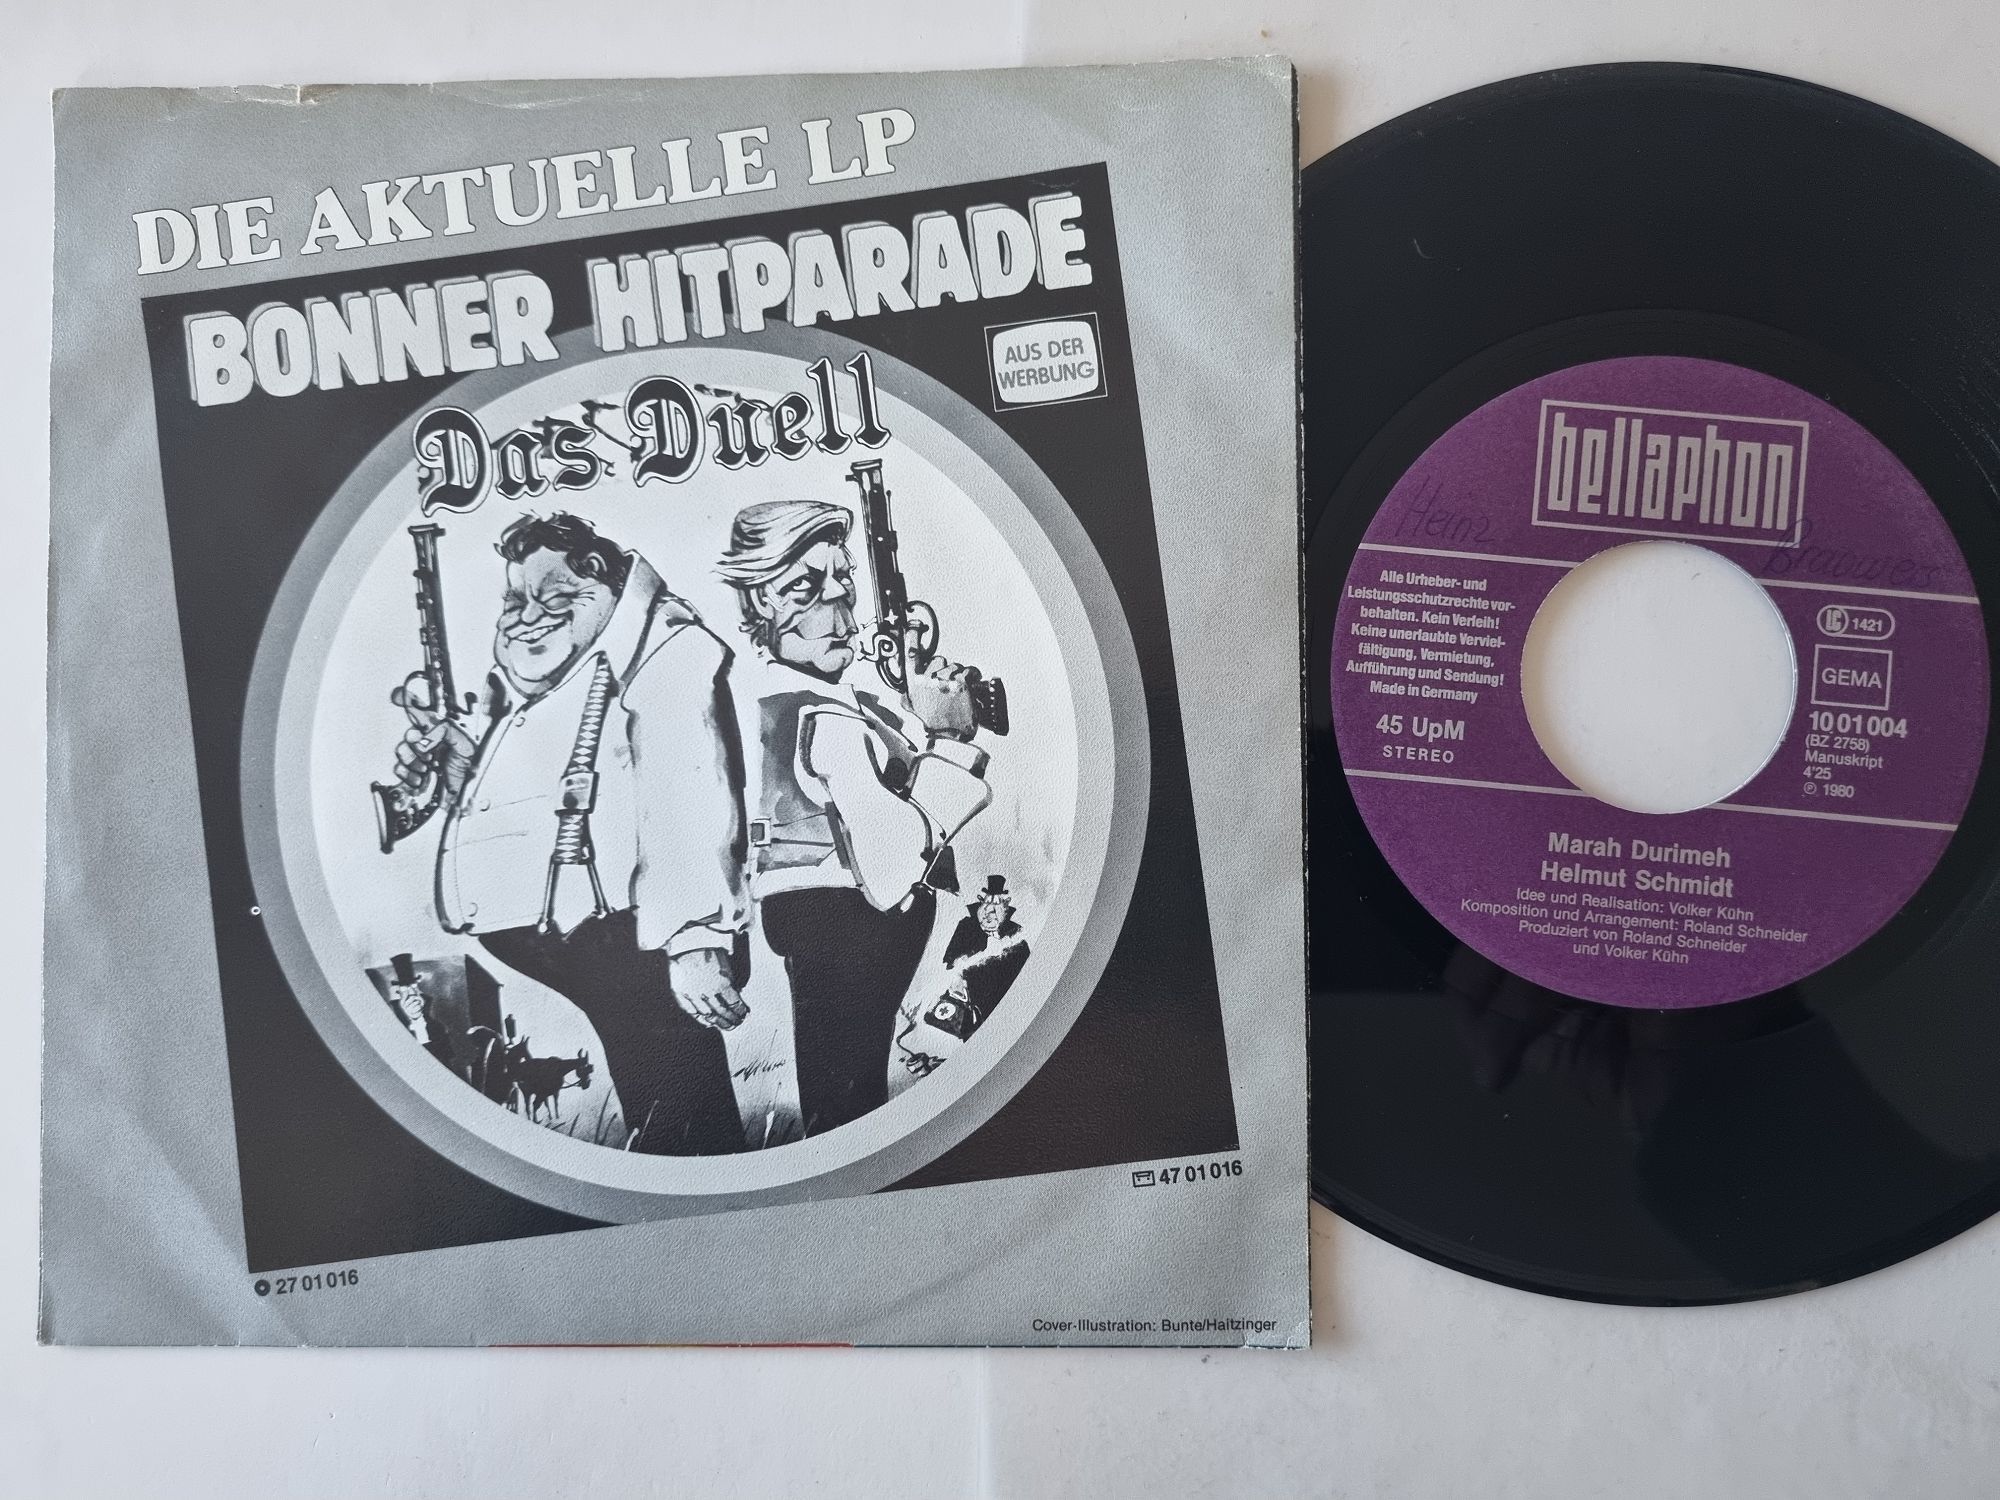 DIE AKTUELLE LP
BONNER HITPARADE
AUS DER
WERBUNG
Das Duell
47 01 016
27 01 016
Cover-Illustration: Bunte/Haitzinger
bellaphon
Heinz
Brauwers
Alle Urheber- und
Leistungsschutzrechte vor-
behalten. Kein Verleih!
Keine unerlaubte Verviel-
fältigung, Vermietung,
Aufführung und Sendung!
Made in Germany
45 UpM
STEREO
LC 1421
GEMA
10 01 004
(BZ 2758)
Manuskript
4'25
℗ 1980
Marah Durimeh
Helmut Schmidt
Idee und Realisation: Volker Kühn
Komposition und Arrangement: Roland Schneider
Produziert von Roland Schneider
und Volker Kühn